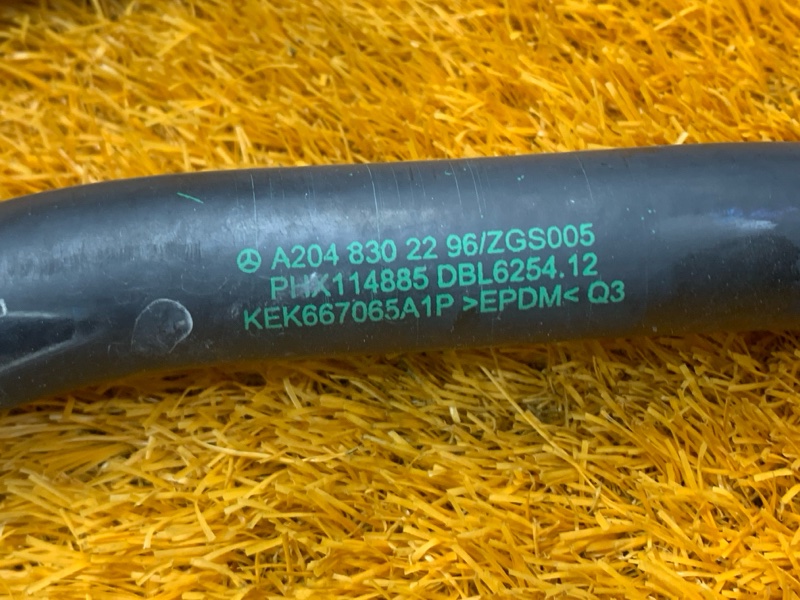 A204 830 22 96/ZGS005
PHX114885 DBL6254.12
KEK667065A1P >EPDM< Q3